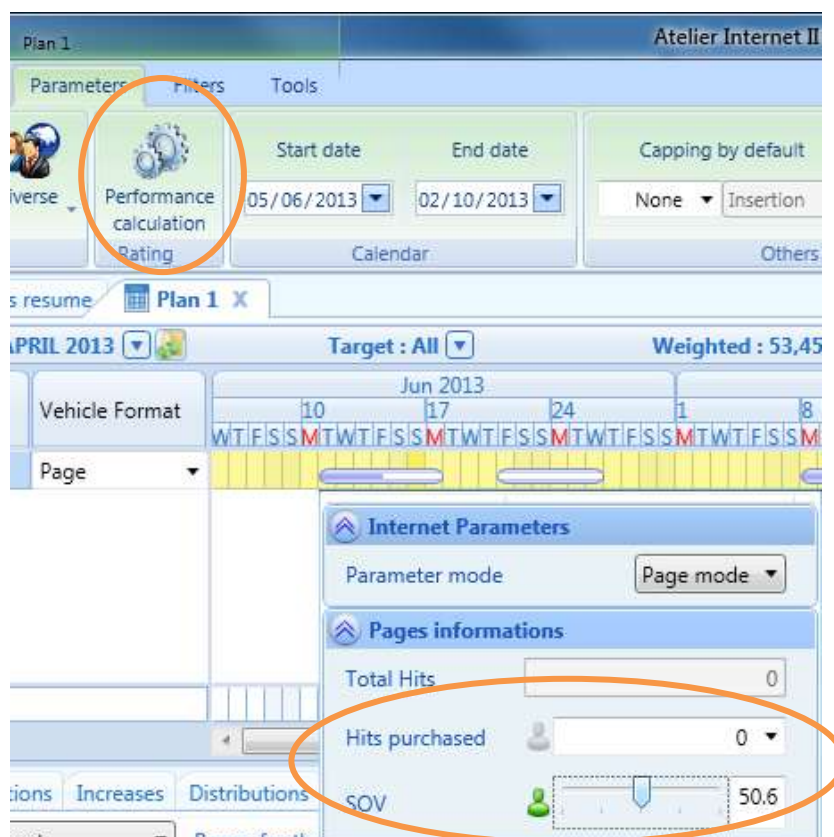 Plan 1 Atelier Internet II
Parameters Filters Tools
Start date End date Capping by default
iverse Performance calculation 05/06/2013 02/10/2013 None Insertion
Rating Calendar Others
s resume Plan 1 X
APRIL 2013 Target : All Weighted : 53,45
Jun 2013
Vehicle Format 10 17 24 1 8
WTFSSMTWTFSSMTWTFSSMTWTFSSMTWTFSSM
Page
Internet Parameters
Parameter mode Page mode
Pages informations
Total Hits 0
Hits purchased 0
SOV 50.6
ions Increases Distributions